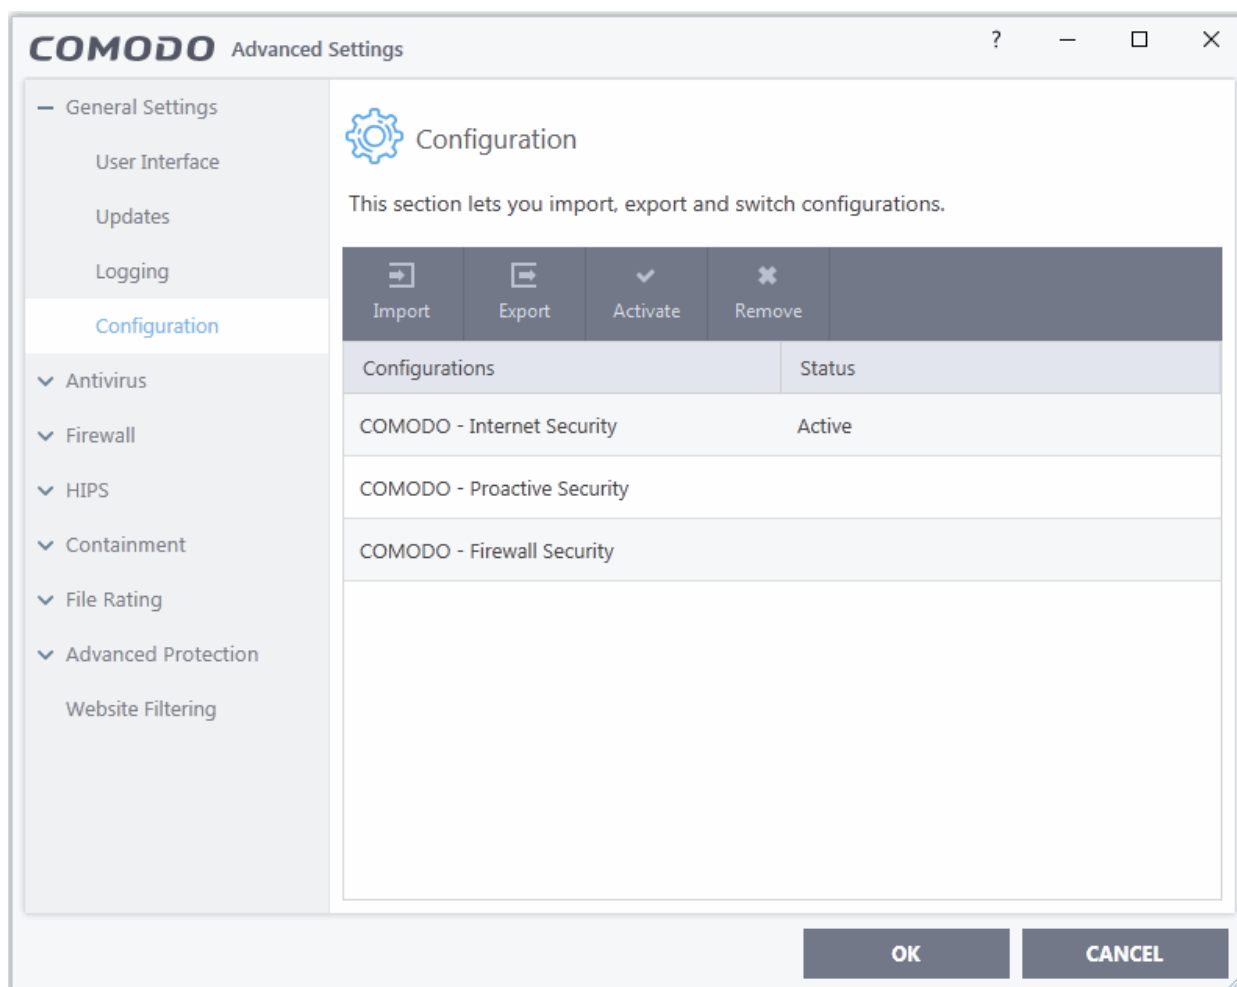 COMODO Advanced Settings ?
General Settings
User Interface
Updates
Logging
Configuration
Antivirus
Firewall
HIPS
Containment
File Rating
Advanced Protection
Website Filtering
Configuration
This section lets you import, export and switch configurations.
Import Export Activate Remove
Configurations Status
COMODO - Internet Security Active
COMODO - Proactive Security
COMODO - Firewall Security
OK CANCEL